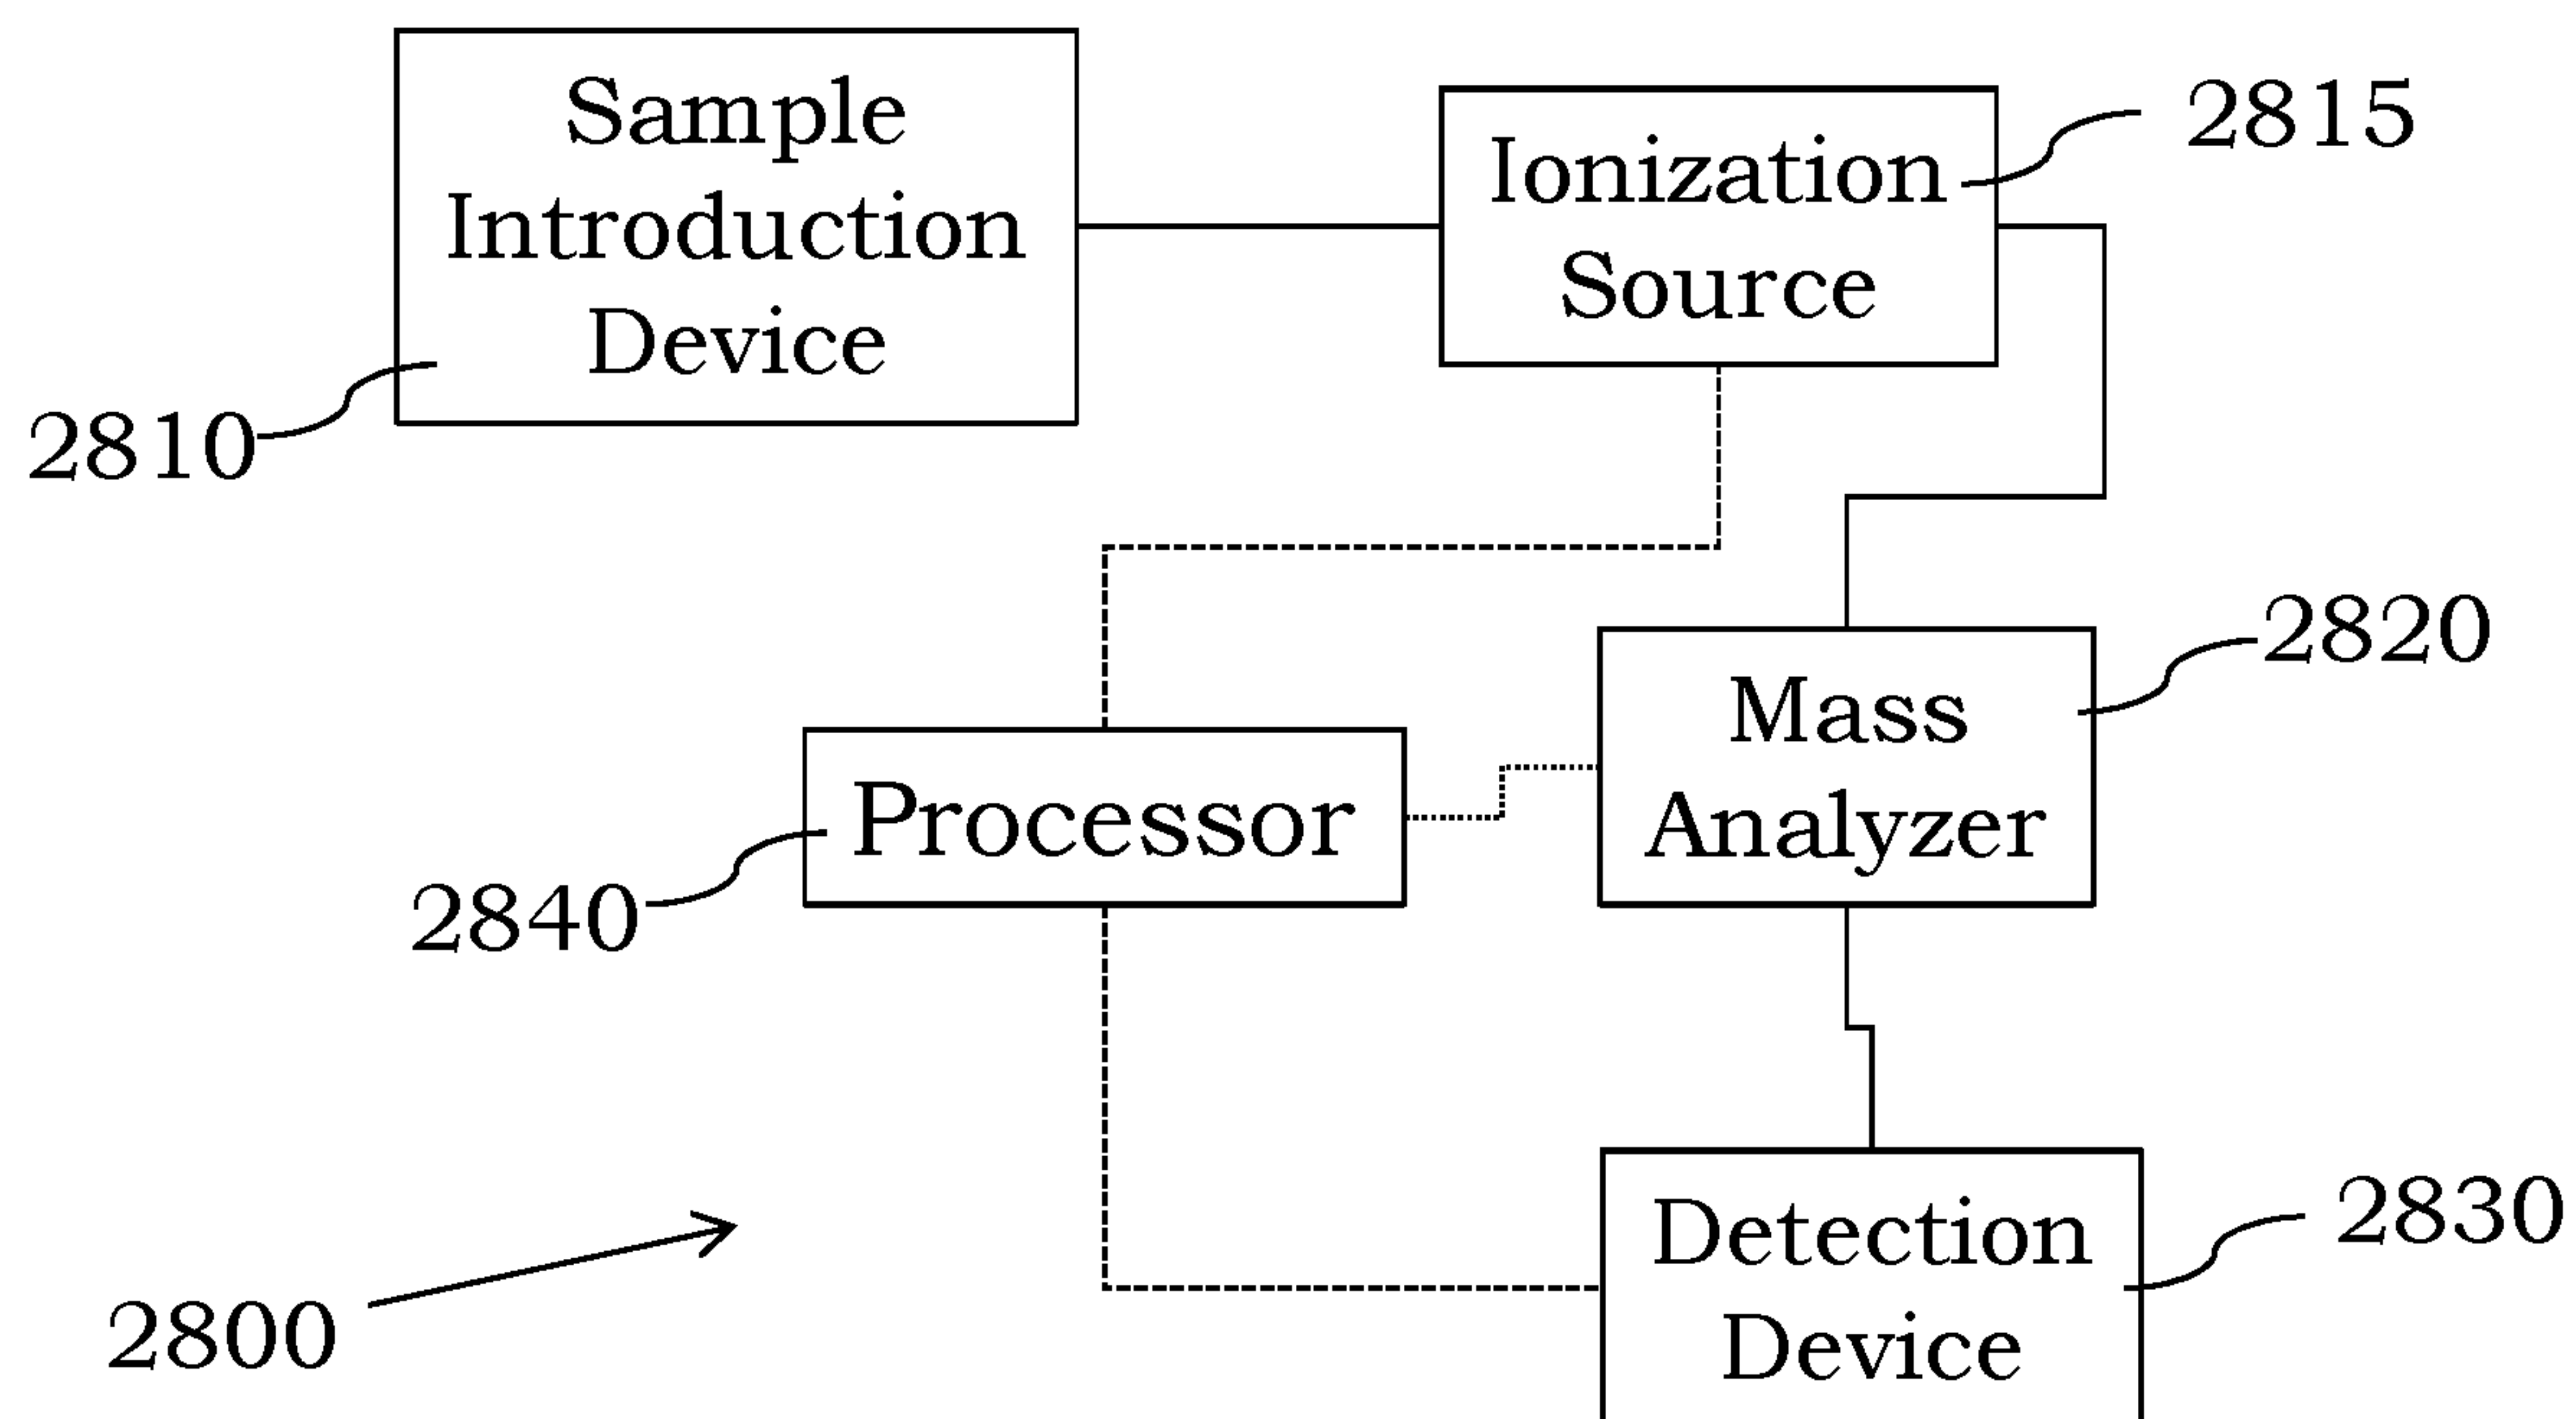 Sample
Introduction
Device
2810
Ionization
Source
2815
Mass
Analyzer
2820
Processor
2840
Detection
Device
2830
2800